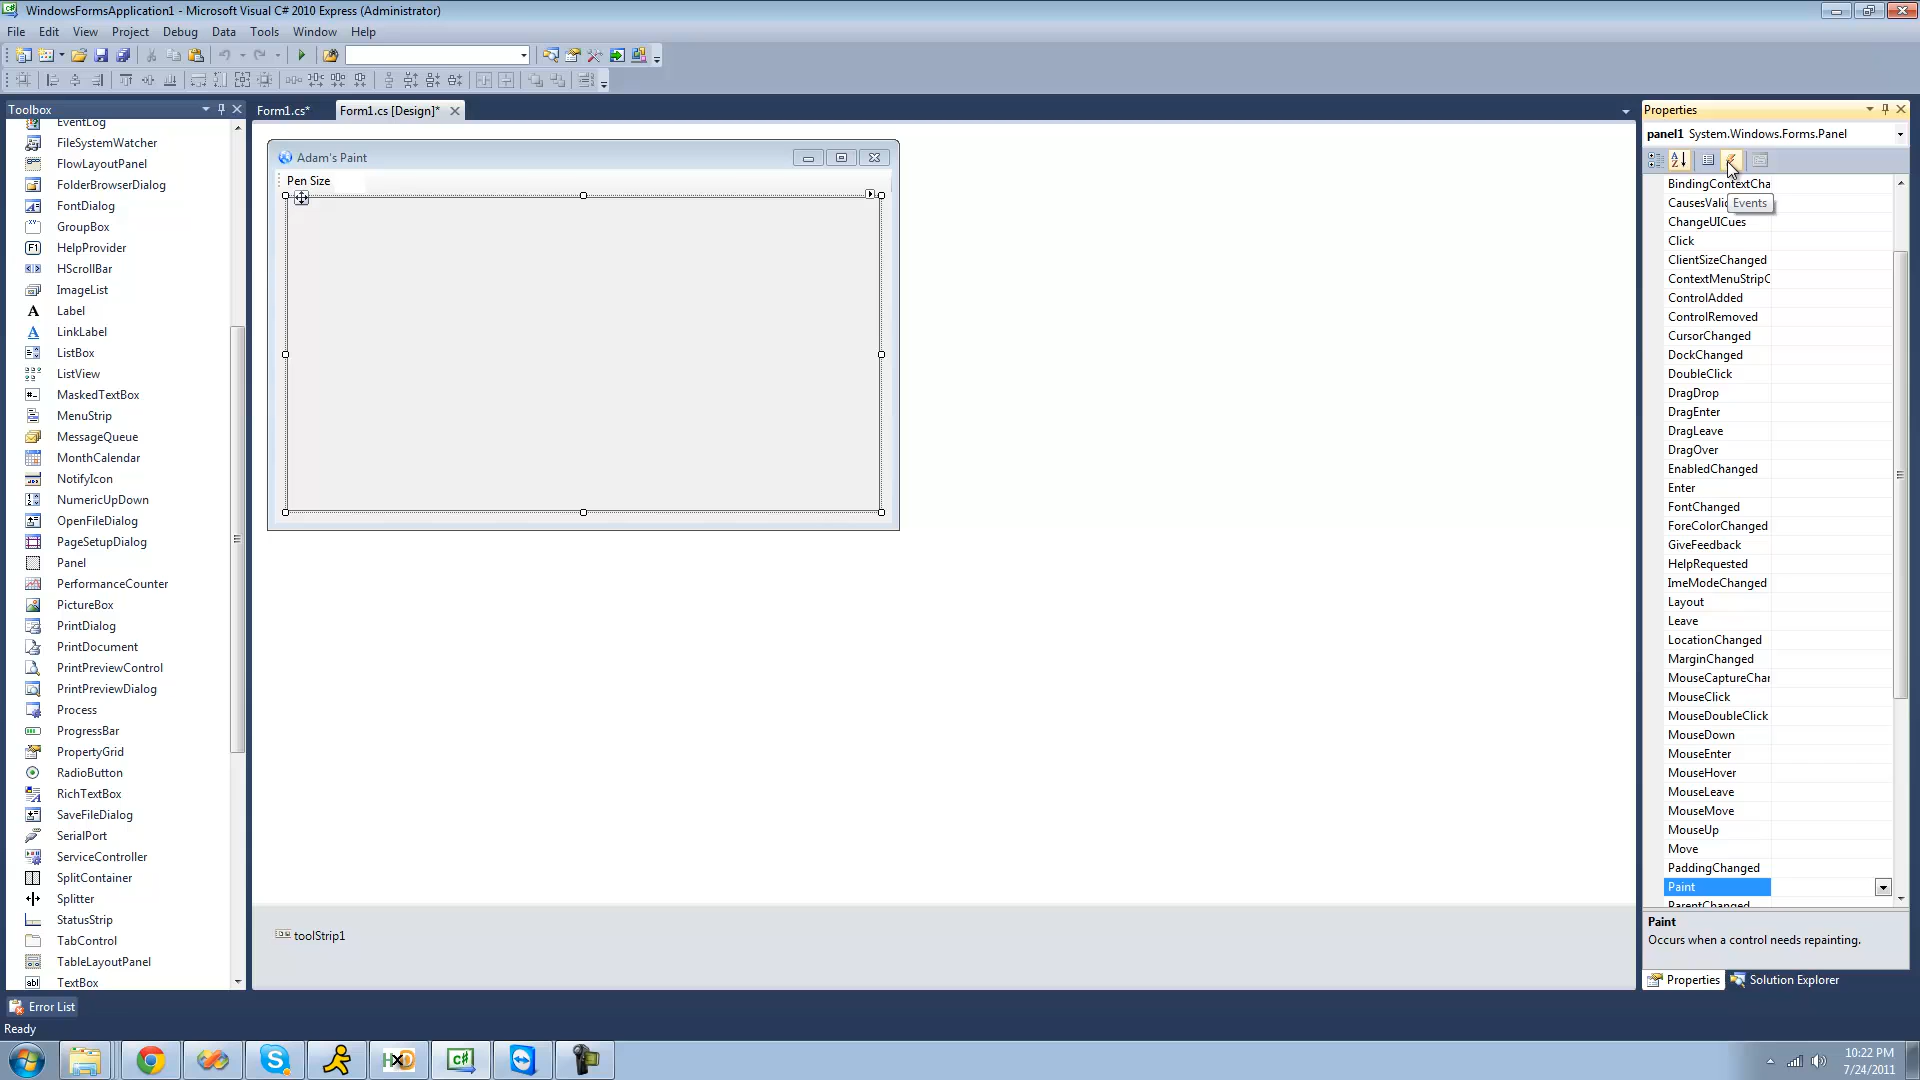 WindowsFormsApplication1 - Microsoft Visual C# 2010 Express (Administrator)
File Edit View Project Debug Data Tools Window Help
Toolbox
EventLog
FileSystemWatcher
FlowLayoutPanel
FolderBrowserDialog
FontDialog
GroupBox
HelpProvider
HScrollBar
ImageList
Label
LinkLabel
ListBox
ListView
MaskedTextBox
MenuStrip
MessageQueue
MonthCalendar
NotifyIcon
NumericUpDown
OpenFileDialog
PageSetupDialog
Panel
PerformanceCounter
PictureBox
PrintDialog
PrintDocument
PrintPreviewControl
PrintPreviewDialog
Process
ProgressBar
PropertyGrid
RadioButton
RichTextBox
SaveFileDialog
SerialPort
ServiceController
SplitContainer
Splitter
StatusStrip
TabControl
TableLayoutPanel
TextBox
Form1.cs* Form1.cs [Design]*
Adam's Paint
Pen Size
toolStrip1
Properties
panel1 System.Windows.Forms.Panel
BindingContextCha
CausesValid
Events
ChangeUICues
Click
ClientSizeChanged
ContextMenuStripC
ControlAdded
ControlRemoved
CursorChanged
DockChanged
DoubleClick
DragDrop
DragEnter
DragLeave
DragOver
EnabledChanged
Enter
FontChanged
ForeColorChanged
GiveFeedback
HelpRequested
ImeModeChanged
Layout
Leave
LocationChanged
MarginChanged
MouseCaptureChan
MouseClick
MouseDoubleClick
MouseDown
MouseEnter
MouseHover
MouseLeave
MouseMove
MouseUp
Move
PaddingChanged
Paint
ParentChanged
Paint
Occurs when a control needs repainting.
Properties Solution Explorer
Error List
Ready
10:22 PM
7/24/2011